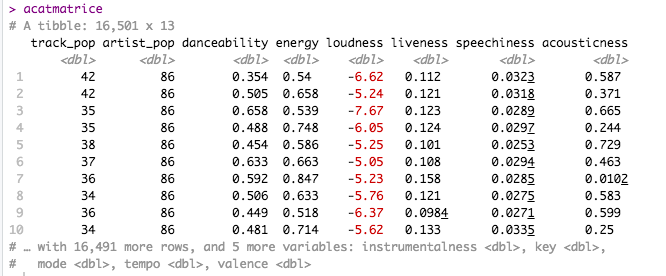 > acatmatrice
# A tibble: 16,501 x 13
track_pop artist_pop danceability energy loudness liveness speechiness acousticness
<dbl> <dbl> <dbl> <dbl> <dbl> <dbl> <dbl> <dbl>
1 42 86 0.354 0.54 -6.62 0.112 0.0323 0.587
2 42 86 0.505 0.658 -5.24 0.121 0.0318 0.371
3 35 86 0.658 0.539 -7.67 0.123 0.0289 0.665
4 35 86 0.488 0.748 -6.05 0.124 0.0297 0.244
5 38 86 0.454 0.586 -5.25 0.101 0.0253 0.729
6 37 86 0.633 0.663 -5.05 0.108 0.0294 0.463
7 36 86 0.592 0.847 -5.23 0.158 0.0285 0.0102
8 34 86 0.506 0.633 -5.76 0.121 0.0275 0.583
9 36 86 0.449 0.518 -6.37 0.0984 0.0271 0.599
10 34 86 0.481 0.714 -5.62 0.133 0.0335 0.25
# … with 16,491 more rows, and 5 more variables: instrumentalness <dbl>, key <dbl>,
# mode <dbl>, tempo <dbl>, valence <dbl>